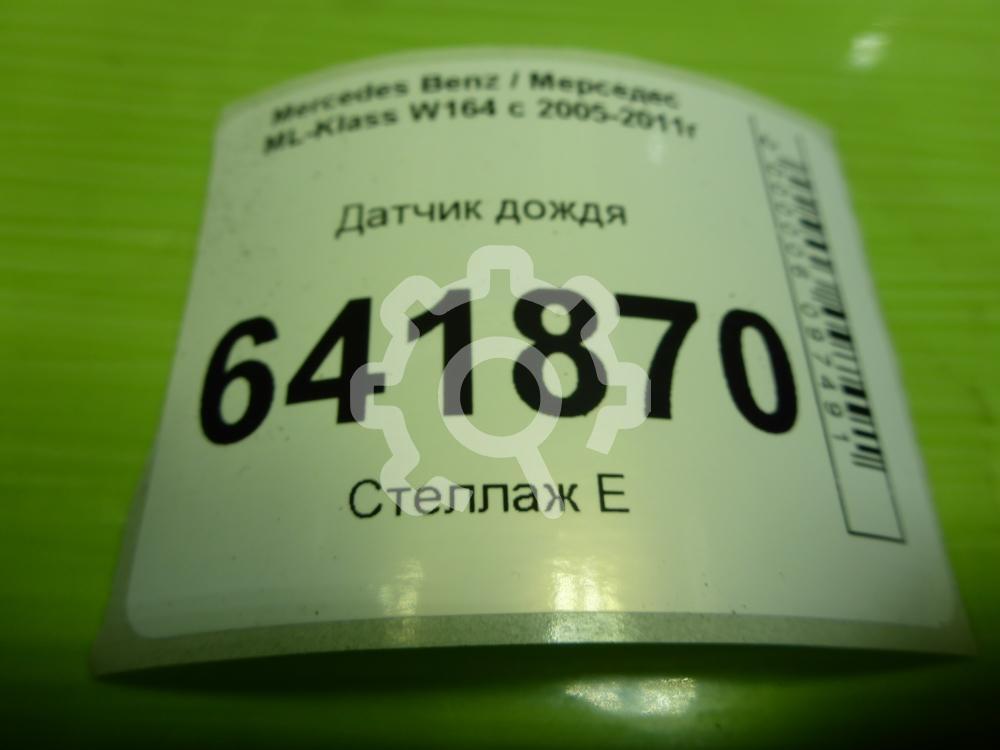 Mercedes Benz / Мерседес
ML-Klass W164 с 2005-2011г
Датчик дождя
641870
Стеллаж Е